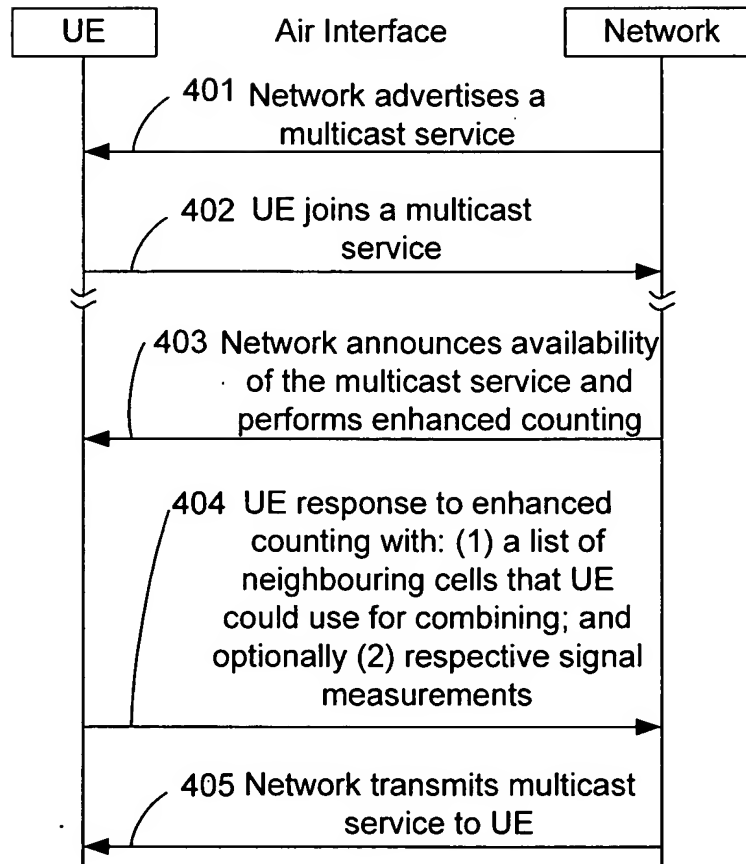 UE Air Interface Network
401 Network advertises a
multicast service
402 UE joins a multicast
service
403 Network announces availability
of the multicast service and
performs enhanced counting
404 UE response to enhanced
counting with: (1) a list of
neighbouring cells that UE
could use for combining; and
optionally (2) respective signal
measurements
405 Network transmits multicast
service to UE